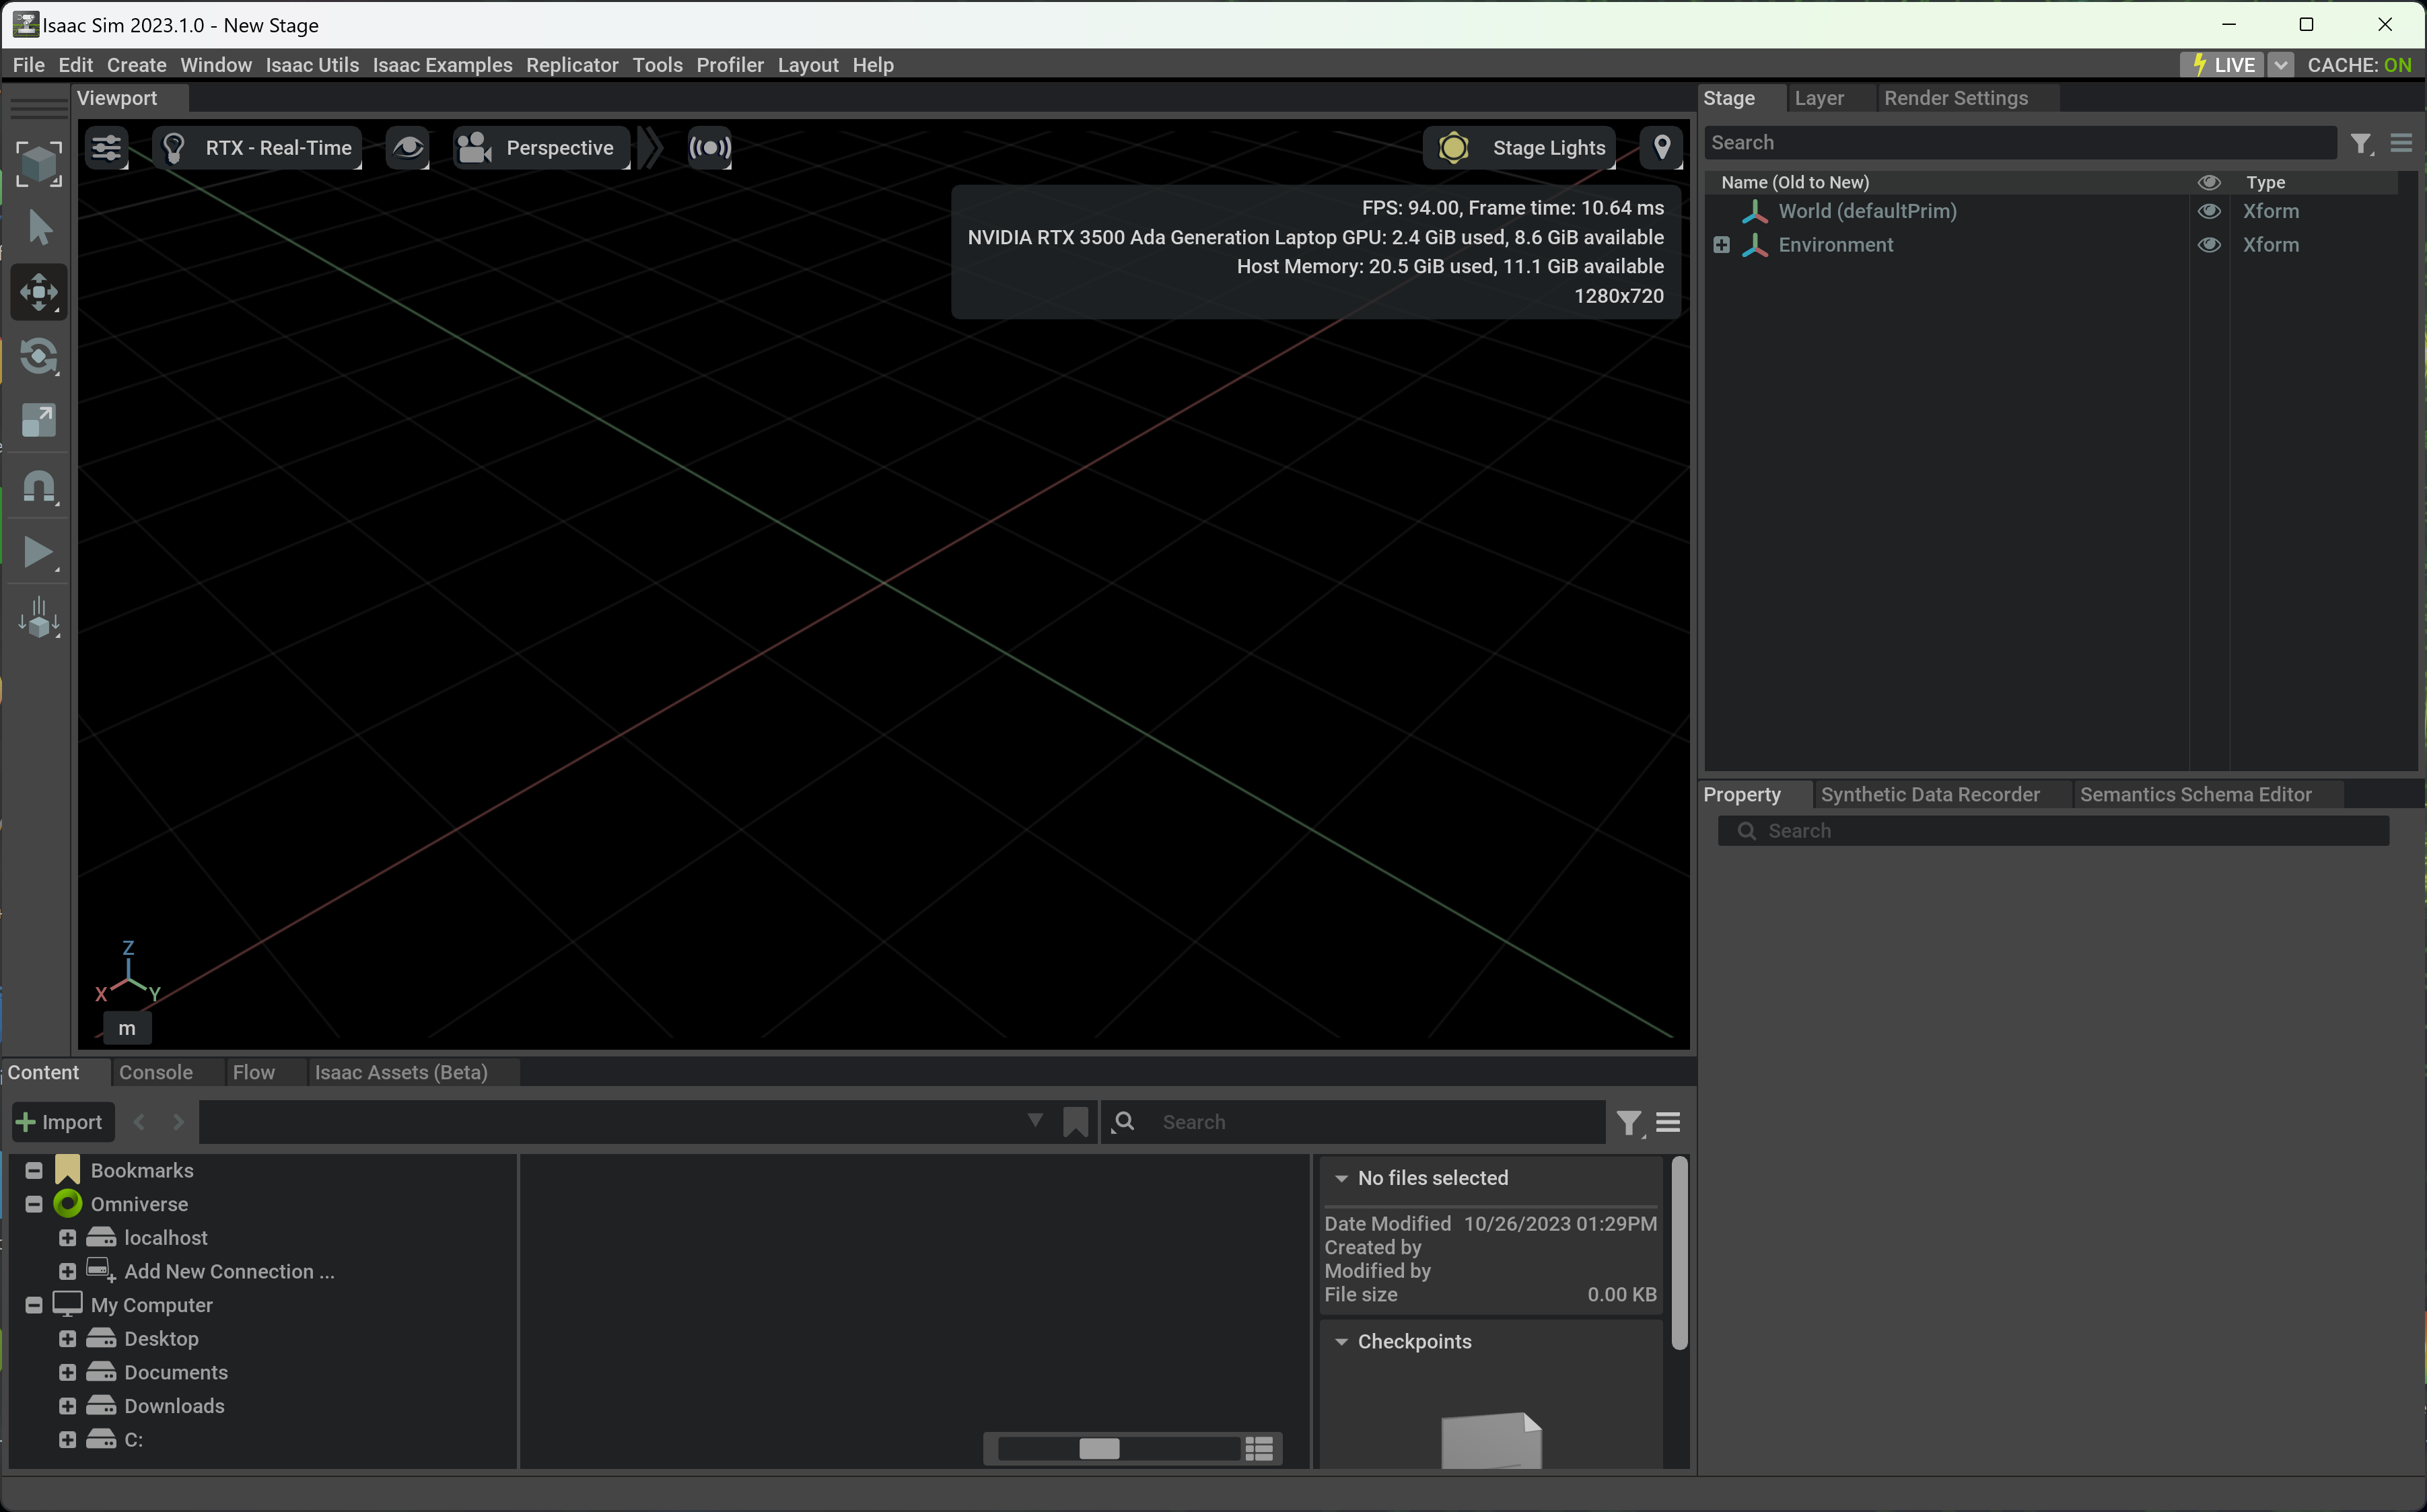 Isaac Sim 2023.1.0 - New Stage
File Edit Create Window Isaac Utils Isaac Examples Replicator Tools Profiler Layout Help
LIVE
CACHE: ON
Viewport
RTX - Real-Time
Perspective
Stage Lights
FPS: 94.00, Frame time: 10.64 ms
NVIDIA RTX 3500 Ada Generation Laptop GPU: 2.4 GiB used, 8.6 GiB available
Host Memory: 20.5 GiB used, 11.1 GiB available
1280x720
Z
X
Y
m
Stage Layer Render Settings
Search
Name (Old to New) Type
World (defaultPrim) Xform
Environment Xform
Property Synthetic Data Recorder Semantics Schema Editor
Search
Content Console Flow Isaac Assets (Beta)
Import
Search
Bookmarks
Omniverse
localhost
Add New Connection ...
My Computer
Desktop
Documents
Downloads
C:
No files selected
Date Modified 10/26/2023 01:29PM
Created by
Modified by
File size 0.00 KB
Checkpoints